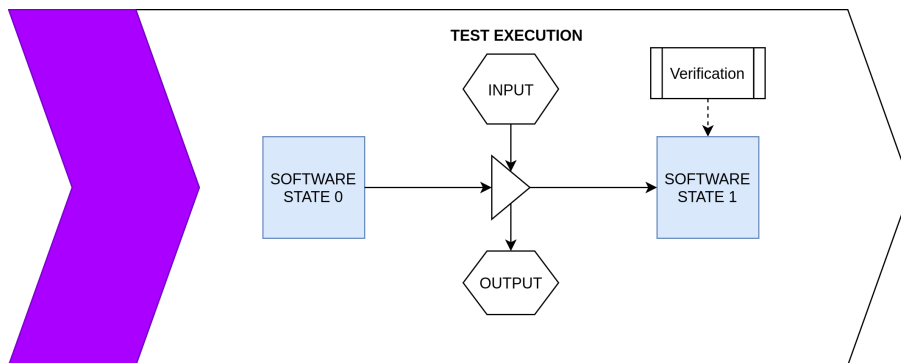 TEST EXECUTION
INPUT
Verification
SOFTWARE
STATE 0
SOFTWARE
STATE 1
OUTPUT